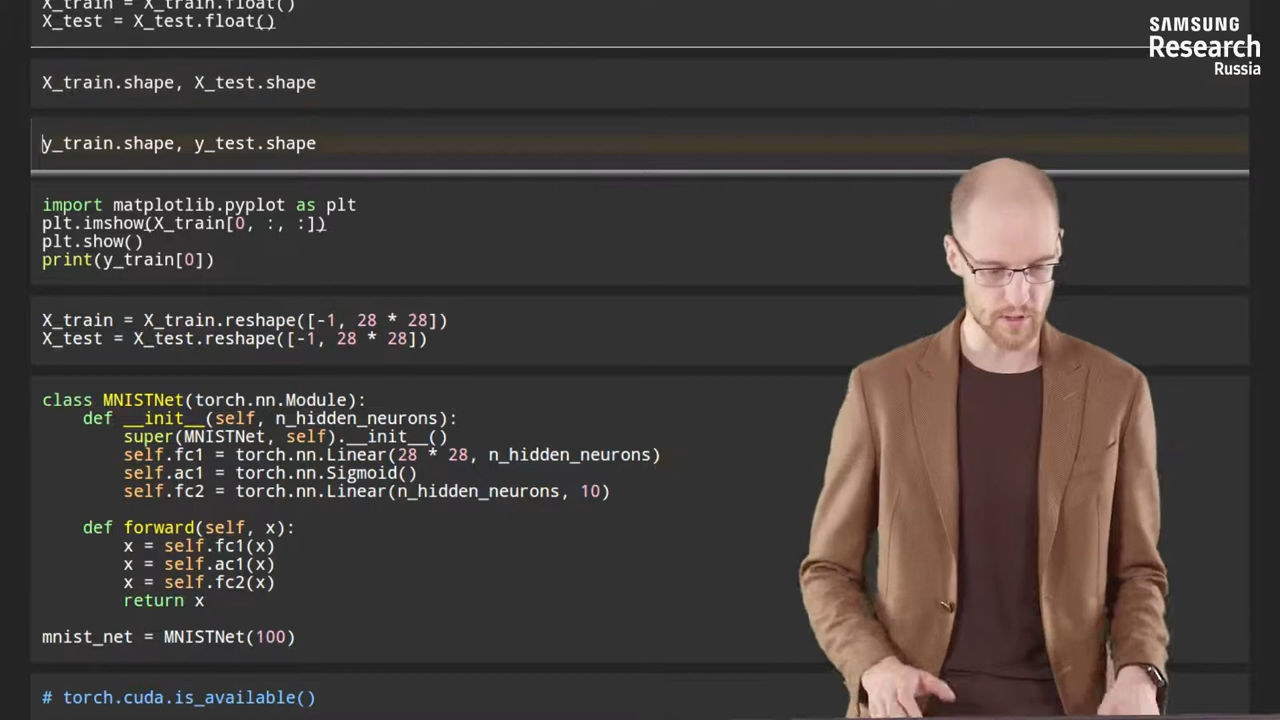 X_train = X_train.float()
X_test = X_test.float()
X_train.shape, X_test.shape
y_train.shape, y_test.shape
import matplotlib.pyplot as plt
plt.imshow(X_train[0, :, :])
plt.show()
print(y_train[0])
X_train = X_train.reshape([-1, 28 * 28])
X_test = X_test.reshape([-1, 28 * 28])
class MNISTNet(torch.nn.Module):
    def __init__(self, n_hidden_neurons):
        super(MNISTNet, self).__init__()
        self.fc1 = torch.nn.Linear(28 * 28, n_hidden_neurons)
        self.ac1 = torch.nn.Sigmoid()
        self.fc2 = torch.nn.Linear(n_hidden_neurons, 10)
    def forward(self, x):
        x = self.fc1(x)
        x = self.ac1(x)
        x = self.fc2(x)
        return x
mnist_net = MNISTNet(100)
# torch.cuda.is_available()
SAMSUNG
Research
Russia